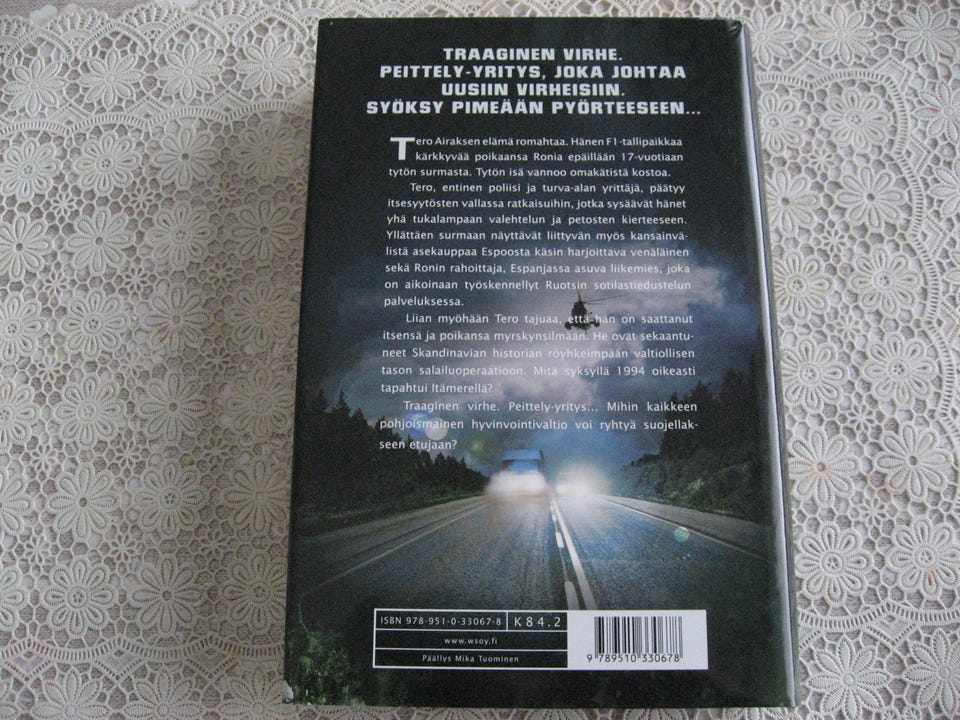 TRAAGINEN VIRHE.
PEITTELY-YRITYS, JOKA JOHTAA
UUSIIN VIRHEISIIN.
SYÖKSY PIMEÄÄN PYÖRTEESEEN...
Tero Airaksen elämä romahtaa. Hänen F1-tallipaikkaa
kärkkyvää poikaansa Ronia epäillään 17-vuotiaan
tytön surmasta. Tytön isä vannoo omakätistä kostoa.
Tero, entinen poliisi ja turva-alan yrittäjä, päätyy
itsesyytösten vallassa ratkaisuihin, jotka sysäävät hänet
yhä tukalampaan valehtelun ja petosten kierteeseen.
Yllättäen surmaan näyttävät liittyvän myös kansainvä-
listä asekauppaa Espoosta käsin harjoittava venäläinen
sekä Ronin rahoittaja, Espanjassa asuva liikemies, joka
on aikoinaan työskennellyt Ruotsin sotilastiedustelun
palveluksessa.
Liian myöhään Tero tajuaa, että hän on saattanut
itsensä ja poikansa myrskynsilmään. He ovat sekaantu-
neet Skandinavian historian röyhkeimpään valtiollisen
tason salailuoperaatioon. Mitä syksyllä 1994 oikeasti
tapahtui Itämerellä?
Traaginen virhe. Peittely-yritys... Mihin kaikkeen
pohjoismainen hyvinvointivaltio voi ryhtyä suojellak-
seen etujaan?
ISBN 978-951-0-33067-8 K 84.2
www.wsoy.fi
Päällys Mika Tuominen
9 789510 330678